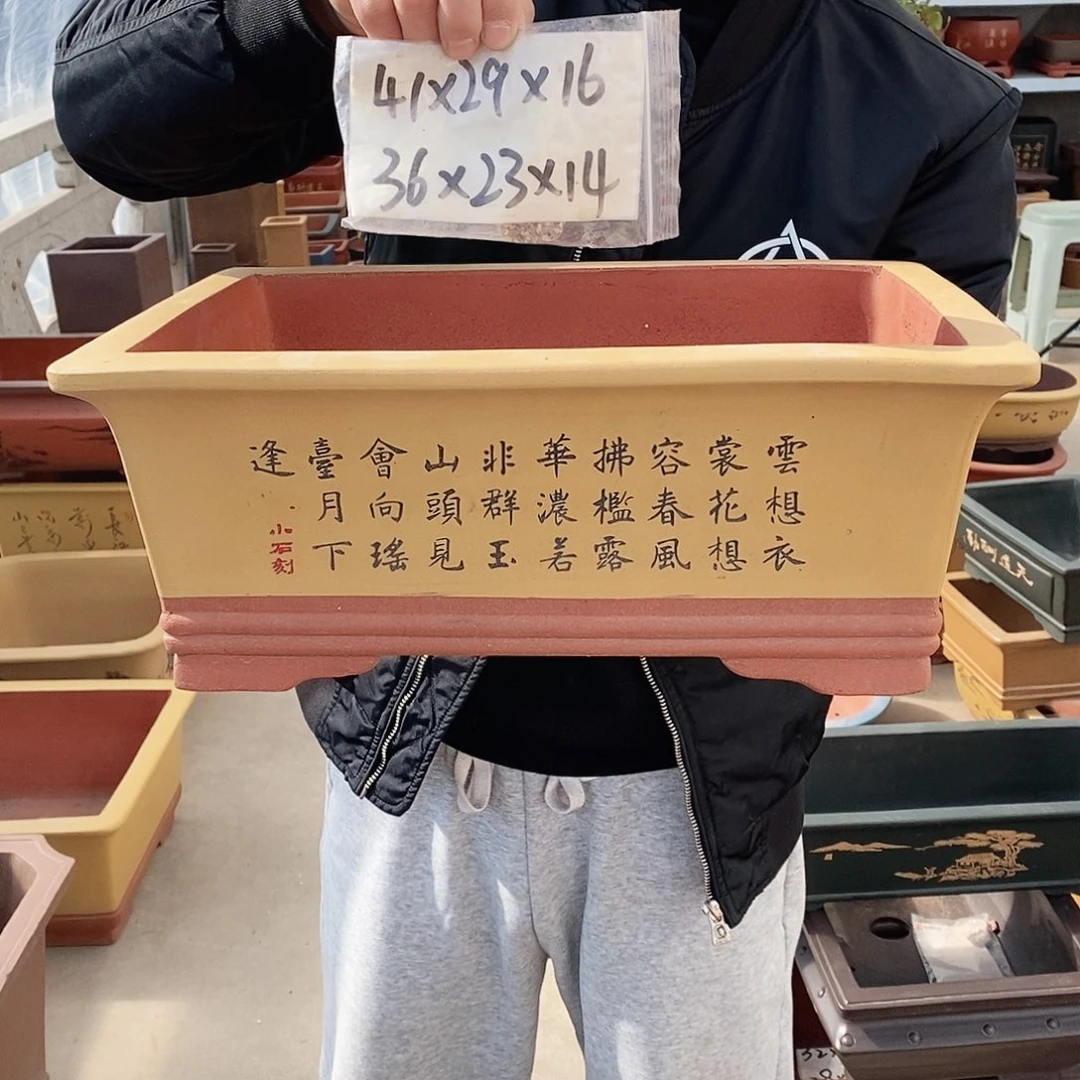 41×29×16
36×23×14
雲想衣
裳花想
容春風
拂檻露
華濃若
非群玉
山頭見
會向瑤
臺月下
逢
小石刻